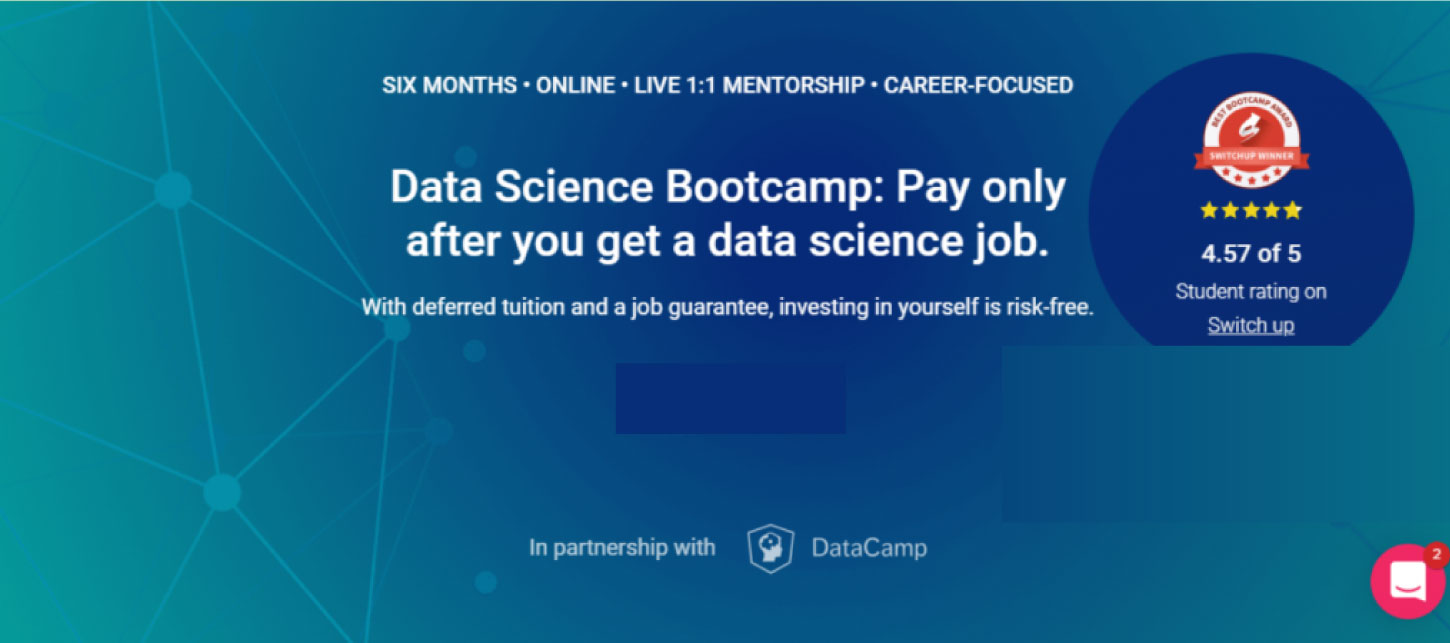 SIX MONTHS • ONLINE • LIVE 1:1 MENTORSHIP • CAREER-FOCUSED
Data Science Bootcamp: Pay only
after you get a data science job.
With deferred tuition and a job guarantee, investing in yourself is risk-free.
BEST BOOTCAMP AWARD
SWITCHUP WINNER
4.57 of 5
Student rating on
Switch up
In partnership with DataCamp
2